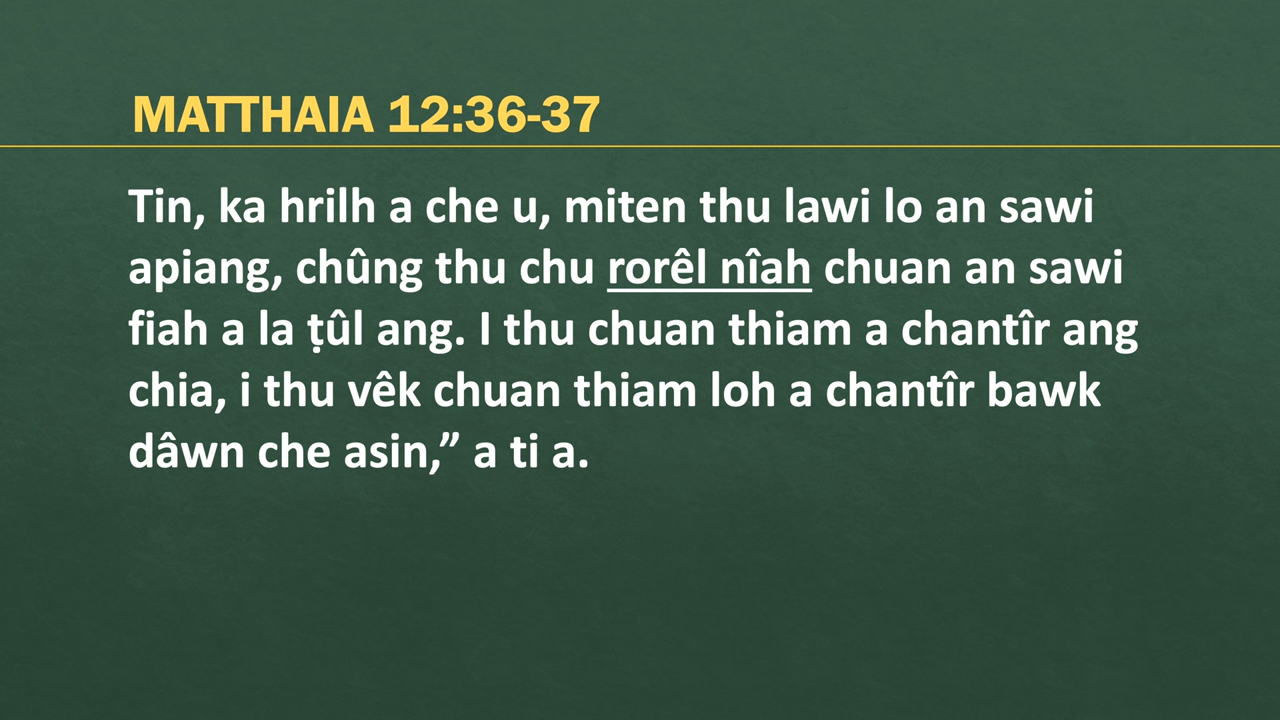 MATTHAIA 12:36-37
Tin, ka hrilh a che u, miten thu lawi lo an sawi
apiang, chûng thu chu rorêl nîah chuan an sawi
fiah a la ṭûl ang. I thu chuan thiam a chantîr ang
chia, i thu vêk chuan thiam loh a chantîr bawk
dâwn che asin,” a ti a.